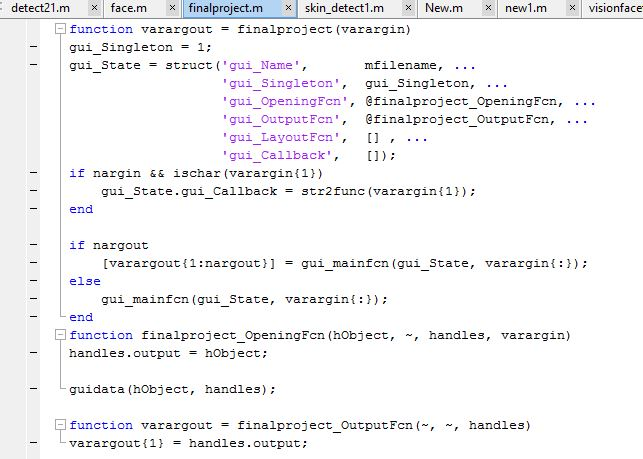 detect21.m × face.m × finalproject.m × skin_detect1.m × New.m × new1.m × visionface
function varargout = finalproject(varargin)
gui_Singleton = 1;
gui_State = struct('gui_Name',       mfilename, ...
                   'gui_Singleton',  gui_Singleton, ...
                   'gui_OpeningFcn', @finalproject_OpeningFcn, ...
                   'gui_OutputFcn',  @finalproject_OutputFcn, ...
                   'gui_LayoutFcn',  [] , ...
                   'gui_Callback',   []);
if nargin && ischar(varargin{1})
    gui_State.gui_Callback = str2func(varargin{1});
end

if nargout
    [varargout{1:nargout}] = gui_mainfcn(gui_State, varargin{:});
else
    gui_mainfcn(gui_State, varargin{:});
end
function finalproject_OpeningFcn(hObject, ~, handles, varargin)
handles.output = hObject;

guidata(hObject, handles);

function varargout = finalproject_OutputFcn(~, ~, handles)
varargout{1} = handles.output;